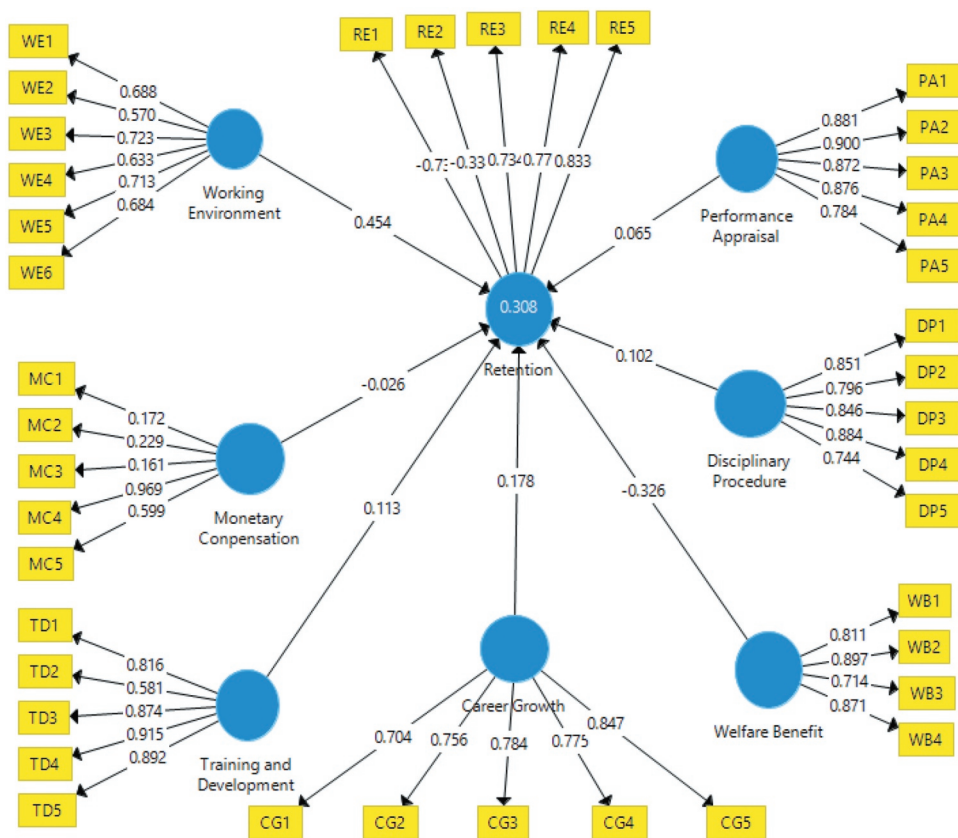 RE1
RE2
RE3
RE4
RE5
WE1
WE2
WE3
WE4
WE5
WE6
0.688
0.570
0.723
0.633
0.713
0.684
Working
Environment
0.454
-0.33
0.734
0.77
0.833
PA1
PA2
PA3
PA4
PA5
0.881
0.900
0.872
0.876
0.784
Performance
Appraisal
0.065
0.308
Retention
MC1
MC2
MC3
MC4
MC5
0.172
0.229
0.161
0.969
0.599
Monetary
Conpensation
-0.026
DP1
DP2
DP3
DP4
DP5
0.851
0.796
0.846
0.884
0.744
Disciplinary
Procedure
0.102
TD1
TD2
TD3
TD4
TD5
0.816
0.581
0.874
0.915
0.892
Training and
Development
0.113
0.178
Career Growth
0.704
0.756
0.784
0.775
0.847
CG1
CG2
CG3
CG4
CG5
-0.326
WB1
WB2
WB3
WB4
0.811
0.897
0.714
0.871
Welfare Benefit